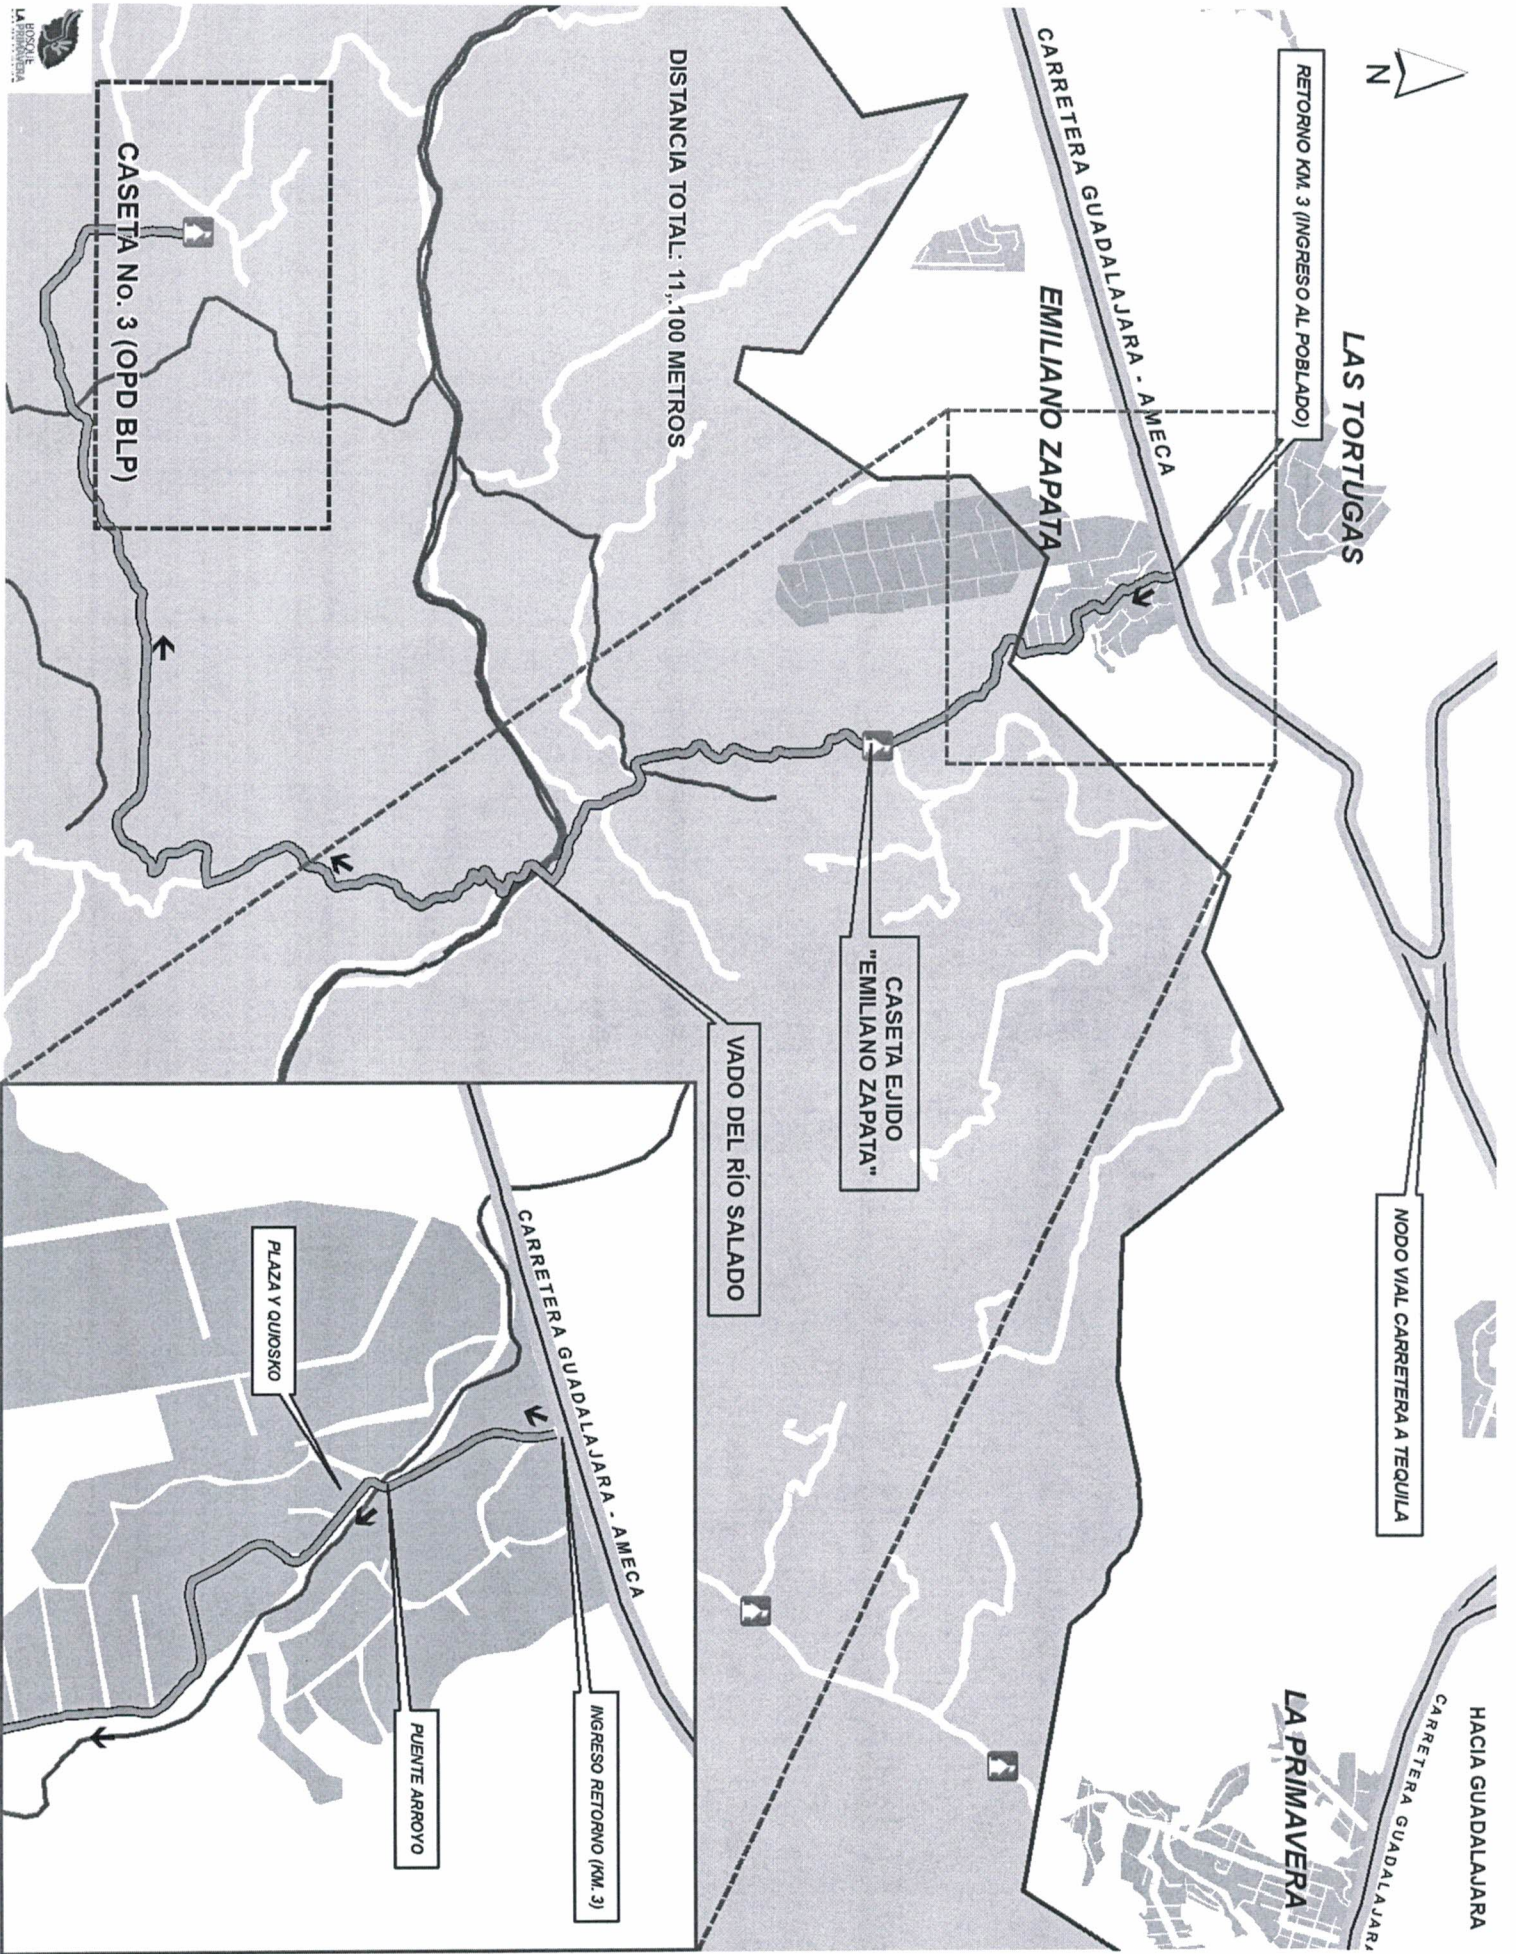 N
HACIA GUADALAJARA
CARRETERA GUADALAJARA
LAS TORTUGAS
NODO VIAL CARRETERA A TEQUILA
RETORNO KM. 3 (INGRESO AL POBLADO)
LA PRIMAVERA
CARRETERA GUADALAJARA - AMECA
EMILIANO ZAPATA
CASETA EJIDO
"EMILIANO ZAPATA"
VADO DEL RÍO SALADO
DISTANCIA TOTAL: 11,100 METROS
CASETA No. 3 (OPD BLP)
CARRETERA GUADALAJARA - AMECA
INGRESO RETORNO (KM. 3)
PUENTE ARROYO
PLAZA Y QUIOSKO
BOSQUE
LA PRIMAVERA